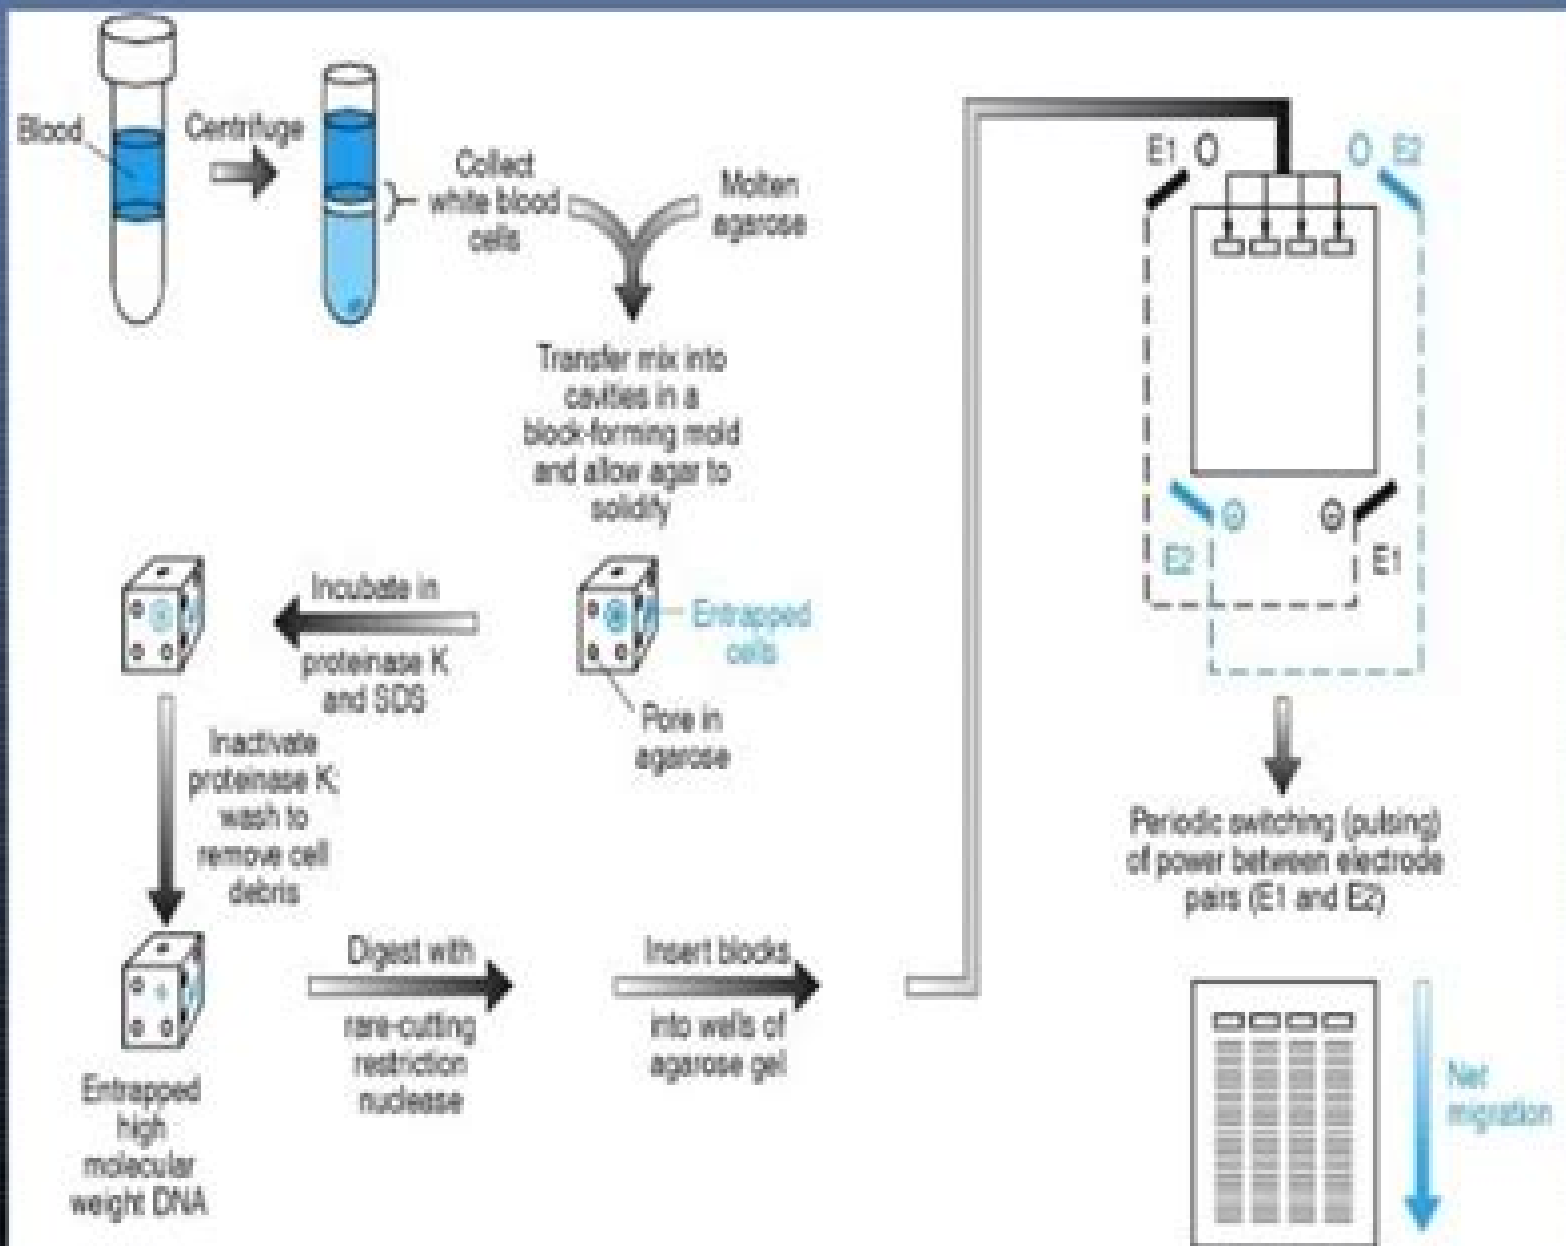 Blood
Centrifuge
Collect
white blood
cells
Molten
agarose
Transfer mix into
cavities in a
block-forming mold
and allow agar to
solidify
Entrapped
cells
Pore in
agarose
Incubate in
proteinase K
and SDS
Inactivate
proteinase K;
wash to
remove cell
debris
Entrapped
high
molecular
weight DNA
Digest with
rare-cutting
restriction
nuclease
Insert blocks
into wells of
agarose gel
E1
E2
E2
E1
Periodic switching (pulsing)
of power between electrode
pairs (E1 and E2)
Net
migration